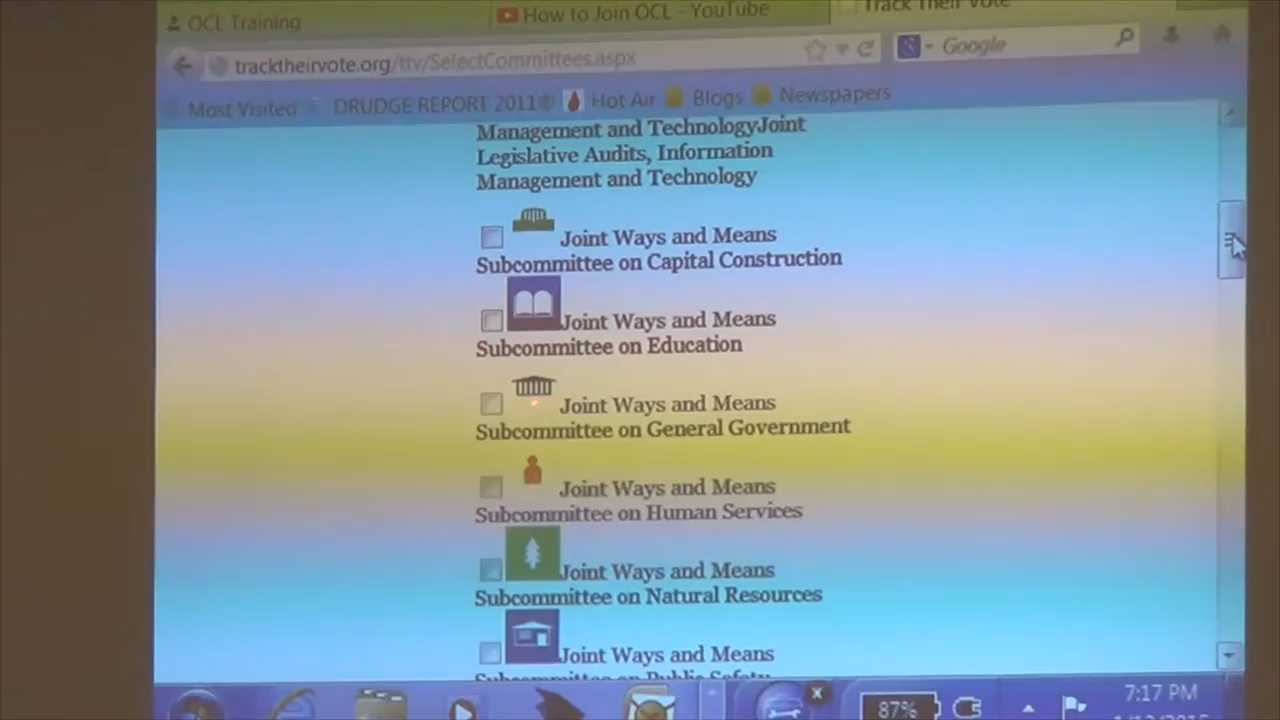 OCL Training
How to Join OCL - YouTube
Track Their Vote
tracktheirvote.org/ttv/SelectCommittees.aspx
Google
Most Visited
DRUDGE REPORT 2011®
Hot Air
Blogs
Newspapers
Management and TechnologyJoint
Legislative Audits, Information
Management and Technology
Joint Ways and Means
Subcommittee on Capital Construction
Joint Ways and Means
Subcommittee on Education
Joint Ways and Means
Subcommittee on General Government
Joint Ways and Means
Subcommittee on Human Services
Joint Ways and Means
Subcommittee on Natural Resources
Joint Ways and Means
Subcommittee on Public Safety
87%
7:17 PM